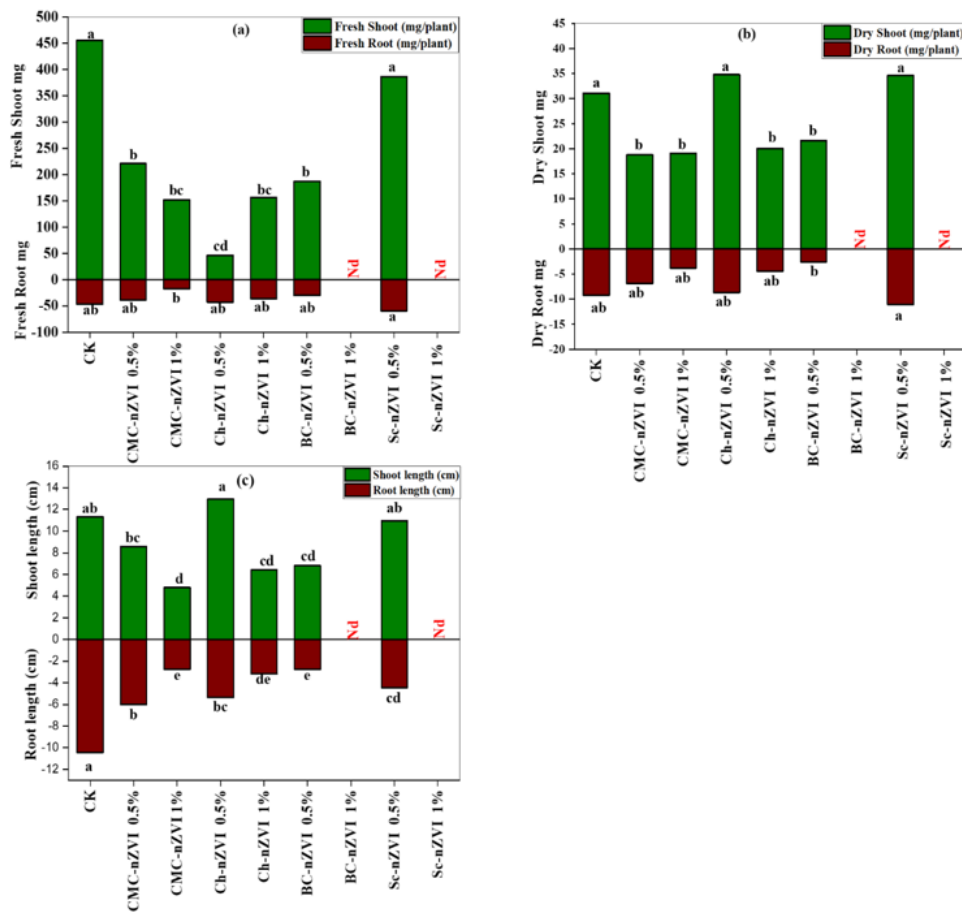 (a)
Fresh Shoot (mg/plant)
Fresh Root (mg/plant)
Fresh Shoot mg
Fresh Root mg
500
450
400
350
300
250
200
150
100
50
0
-50
-100
a
b
bc
cd
bc
b
Nd
a
Nd
ab
ab
b
ab
ab
ab
a
CK
CMC-nZVI 0.5%
CMC-nZVI 1%
Ch-nZVI 0.5%
Ch-nZVI 1%
BC-nZVI 0.5%
BC-nZVI 1%
Sc-nZVI 0.5%
Sc-nZVI 1%
(b)
Dry Shoot (mg/plant)
Dry Root (mg/plant)
Dry Shoot mg
Dry Root mg
45
40
35
30
25
20
15
10
5
0
-5
-10
-15
-20
a
b
b
a
b
b
Nd
a
Nd
ab
ab
ab
ab
ab
b
a
CK
CMC-nZVI 0.5%
CMC-nZVI 1%
Ch-nZVI 0.5%
Ch-nZVI 1%
BC-nZVI 0.5%
BC-nZVI 1%
Sc-nZVI 0.5%
Sc-nZVI 1%
(c)
Shoot length (cm)
Root length (cm)
Shoot length (cm)
Root length (cm)
16
14
12
10
8
6
4
2
0
-2
-4
-6
-8
-10
-12
ab
bc
d
a
cd
cd
Nd
ab
Nd
a
b
e
bc
de
e
cd
CK
CMC-nZVI 0.5%
CMC-nZVI 1%
Ch-nZVI 0.5%
Ch-nZVI 1%
BC-nZVI 0.5%
BC-nZVI 1%
Sc-nZVI 0.5%
Sc-nZVI 1%